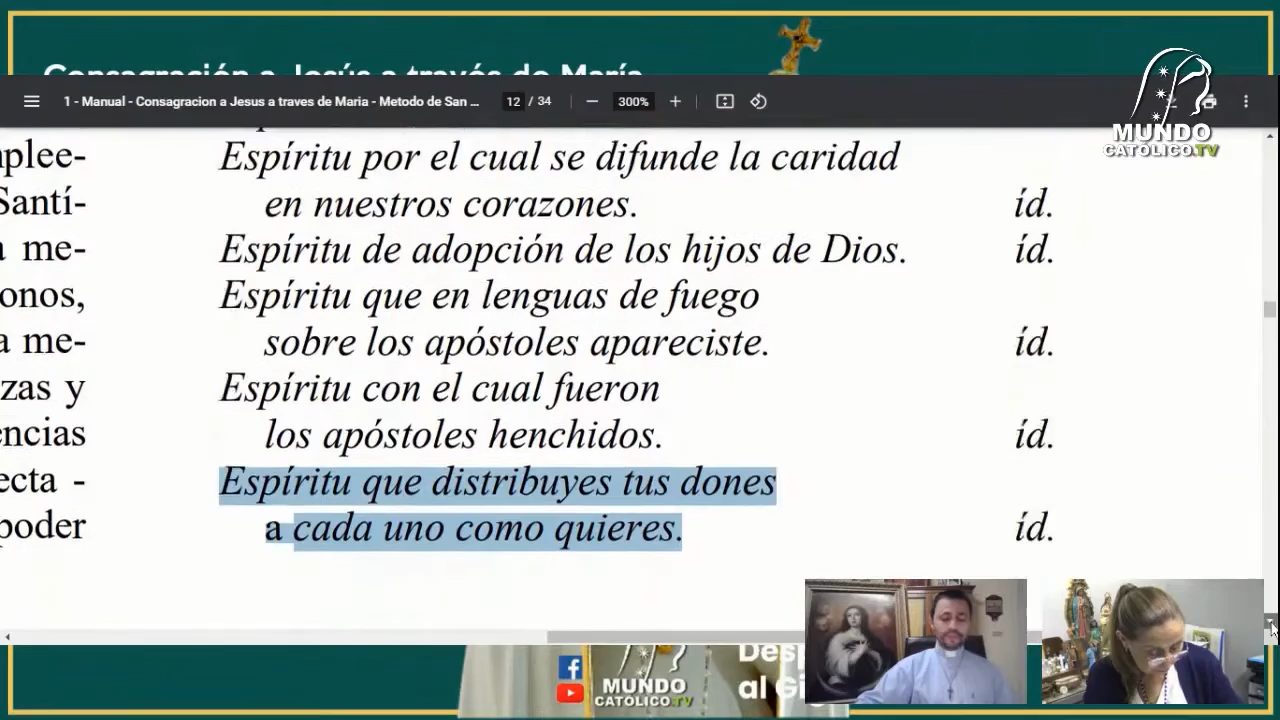 Consagración a Jesús a través de María
1 - Manual - Consagracion a Jesus a traves de Maria - Metodo de San ... 12 / 34 300%
MUNDO
CATÓLICO.TV
nplee-
Santí-
a me-
onos,
a me-
zas y
encias
ecta -
poder
Espíritu por el cual se difunde la caridad
en nuestros corazones. íd.
Espíritu de adopción de los hijos de Dios. íd.
Espíritu que en lenguas de fuego
sobre los apóstoles apareciste. íd.
Espíritu con el cual fueron
los apóstoles henchidos. íd.
Espíritu que distribuyes tus dones
a cada uno como quieres. íd.
MUNDO
CATÓLICO.TV
Desp
al Gi